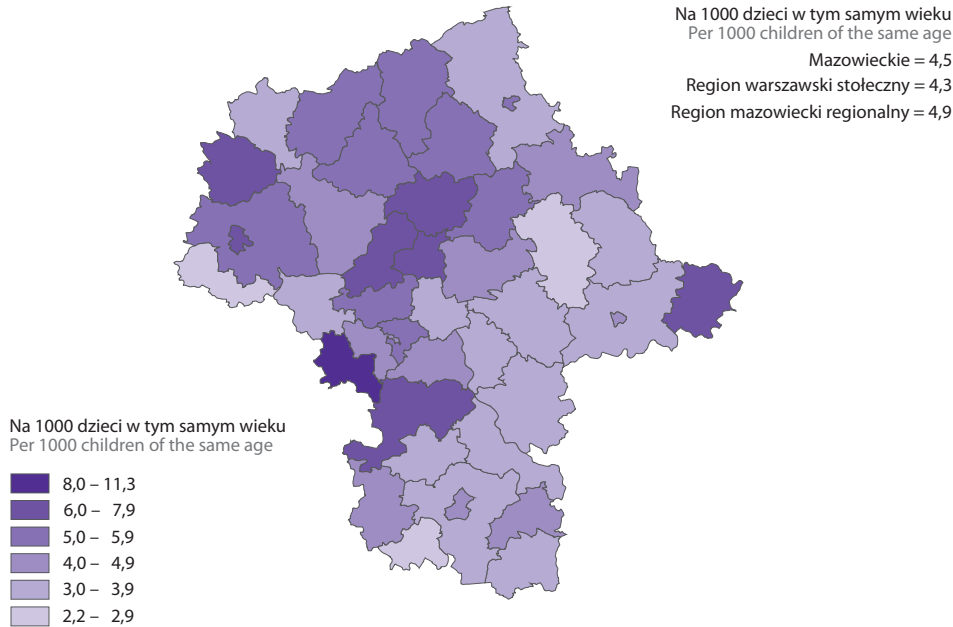 Na 1000 dzieci w tym samym wieku
Per 1000 children of the same age
Mazowieckie = 4,5
Region warszawski stołeczny = 4,3
Region mazowiecki regionalny = 4,9
Na 1000 dzieci w tym samym wieku
Per 1000 children of the same age
8,0 – 11,3
6,0 – 7,9
5,0 – 5,9
4,0 – 4,9
3,0 – 3,9
2,2 – 2,9